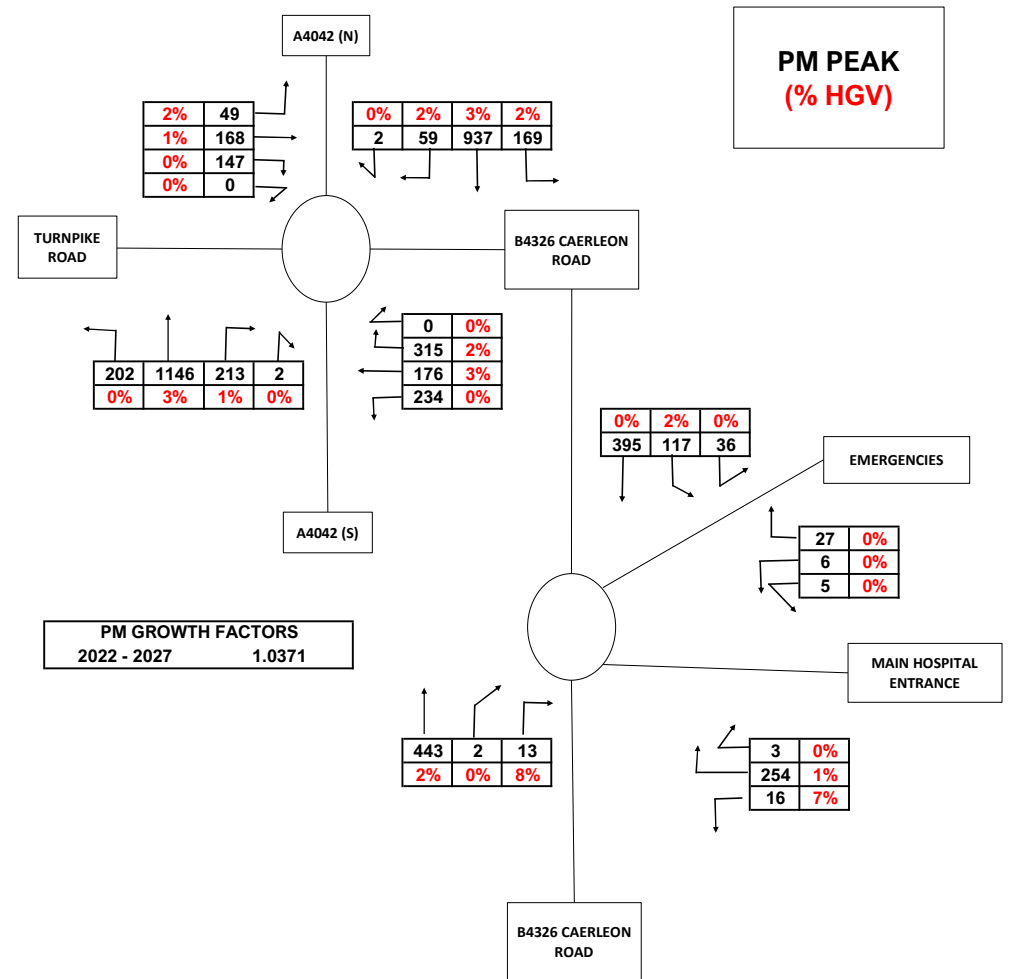 A4042 (N)
PM PEAK
(% HGV)
2% 49
1% 168
0% 147
0% 0
0% 2% 3% 2%
2 59 937 169
TURNPIKE
ROAD
B4326 CAERLEON
ROAD
202 1146 213 2
0% 3% 1% 0%
0 0%
315 2%
176 3%
234 0%
0% 2% 0%
395 117 36
EMERGENCIES
A4042 (S)
27 0%
6 0%
5 0%
PM GROWTH FACTORS
2022 - 2027 1.0371
MAIN HOSPITAL
ENTRANCE
443 2 13
2% 0% 8%
3 0%
254 1%
16 7%
B4326 CAERLEON
ROAD